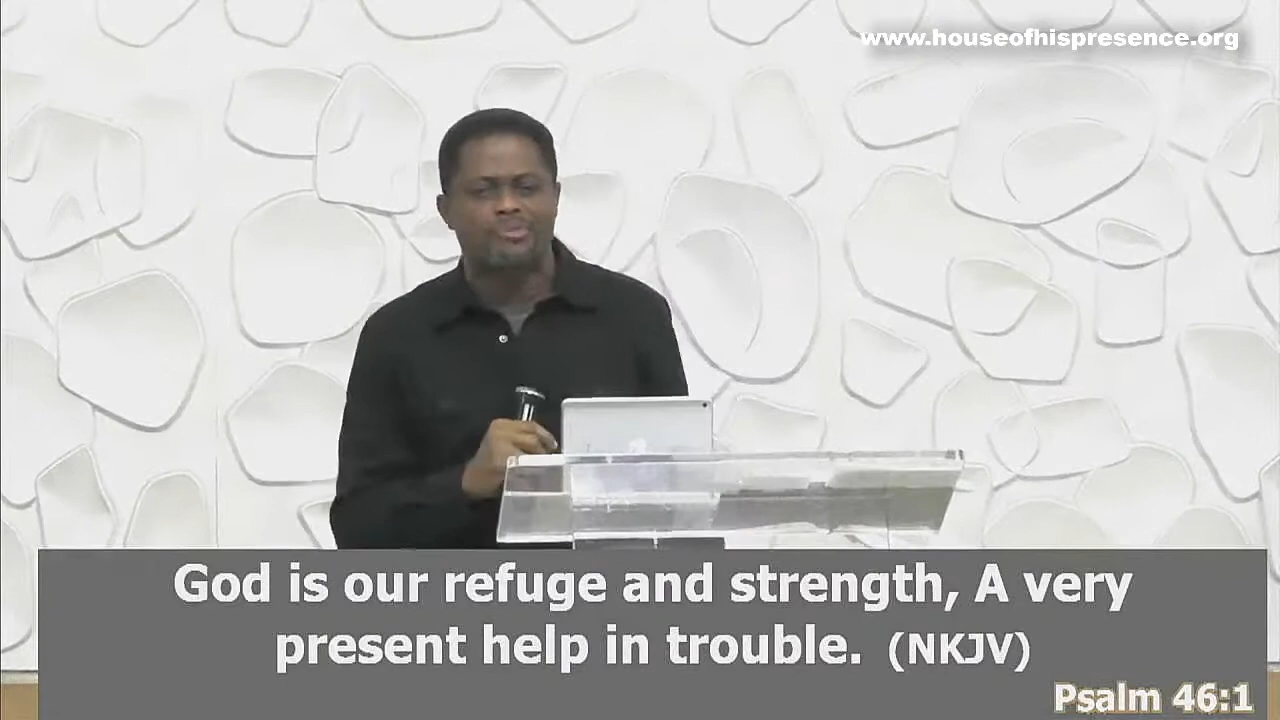 www.houseofhispresence.org
God is our refuge and strength, A very
present help in trouble. (NKJV)
Psalm 46:1